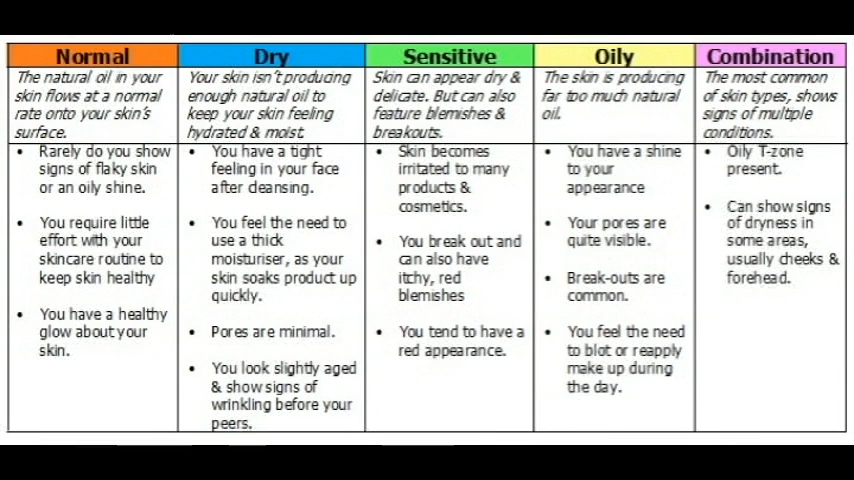 Normal
The natural oil in your
skin flows at a normal
rate onto your skin's
surface.
• Rarely do you show
signs of flaky skin
or an oily shine.
• You require little
effort with your
skincare routine to
keep skin healthy
• You have a healthy
glow about your
skin.
Dry
Your skin isn't producing
enough natural oil to
keep your skin feeling
hydrated & moist.
• You have a tight
feeling in your face
after cleansing.
• You feel the need to
use a thick
moisturiser, as your
skin soaks product up
quickly.
• Pores are minimal.
• You look slightly aged
& show signs of
wrinkling before your
peers.
Sensitive
Skin can appear dry &
delicate. But can also
feature blemishes &
breakouts.
• Skin becomes
irritated to many
products &
cosmetics.
• You break out and
can also have
itchy, red
blemishes
• You tend to have a
red appearance.
Oily
The skin is producing
far too much natural
oil.
• You have a shine
to your
appearance
• Your pores are
quite visible.
• Break-outs are
common.
• You feel the need
to blot or reapply
make up during
the day.
Combination
The most common
of skin types, shows
signs of multiple
conditions.
• Oily T-zone
present.
• Can show signs
of dryness in
some areas,
usually cheeks &
forehead.